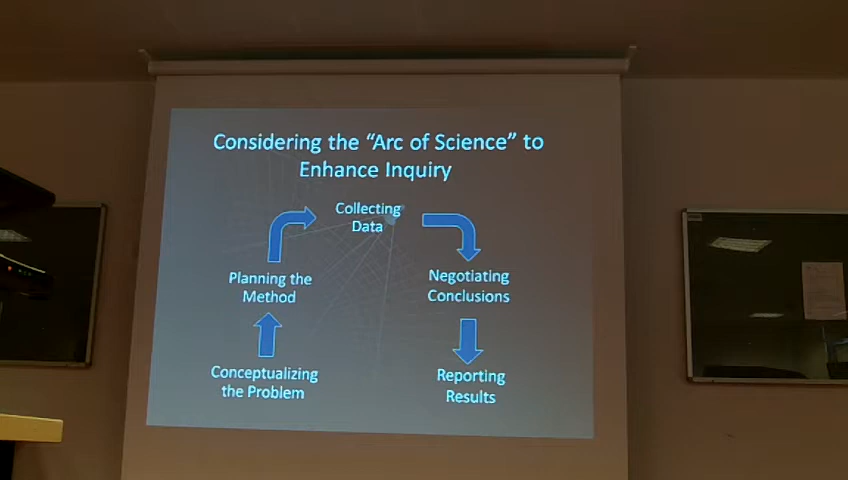 Considering the “Arc of Science” to
Enhance Inquiry
Collecting
Data
Planning the
Method
Negotiating
Conclusions
Conceptualizing
the Problem
Reporting
Results